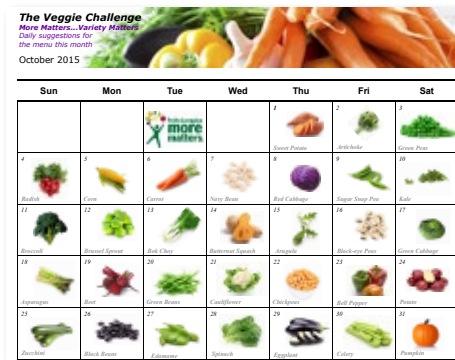 The Veggie Challenge
More Matters...Variety Matters
Daily suggestions for
the menu this month
October 2015
Sun Mon Tue Wed Thu Fri Sat
more
matters.
1 2 3
Sweet Potato Artichoke Green Peas
4 5 6 7 8 9 10
Radish Corn Carrot Navy Bean Red Cabbage Sugar Snap Pea Kale
11 12 13 14 15 16 17
Broccoli Brussel Sprout Bok Choy Butternut Squash Arugula Black-eye Peas Green Cabbage
18 19 20 21 22 23 24
Asparagus Beet Green Beans Cauliflower Chickpeas Bell Pepper Potato
25 26 27 28 29 30 31
Zucchini Black Beans Edamame Spinach Eggplant Celery Pumpkin